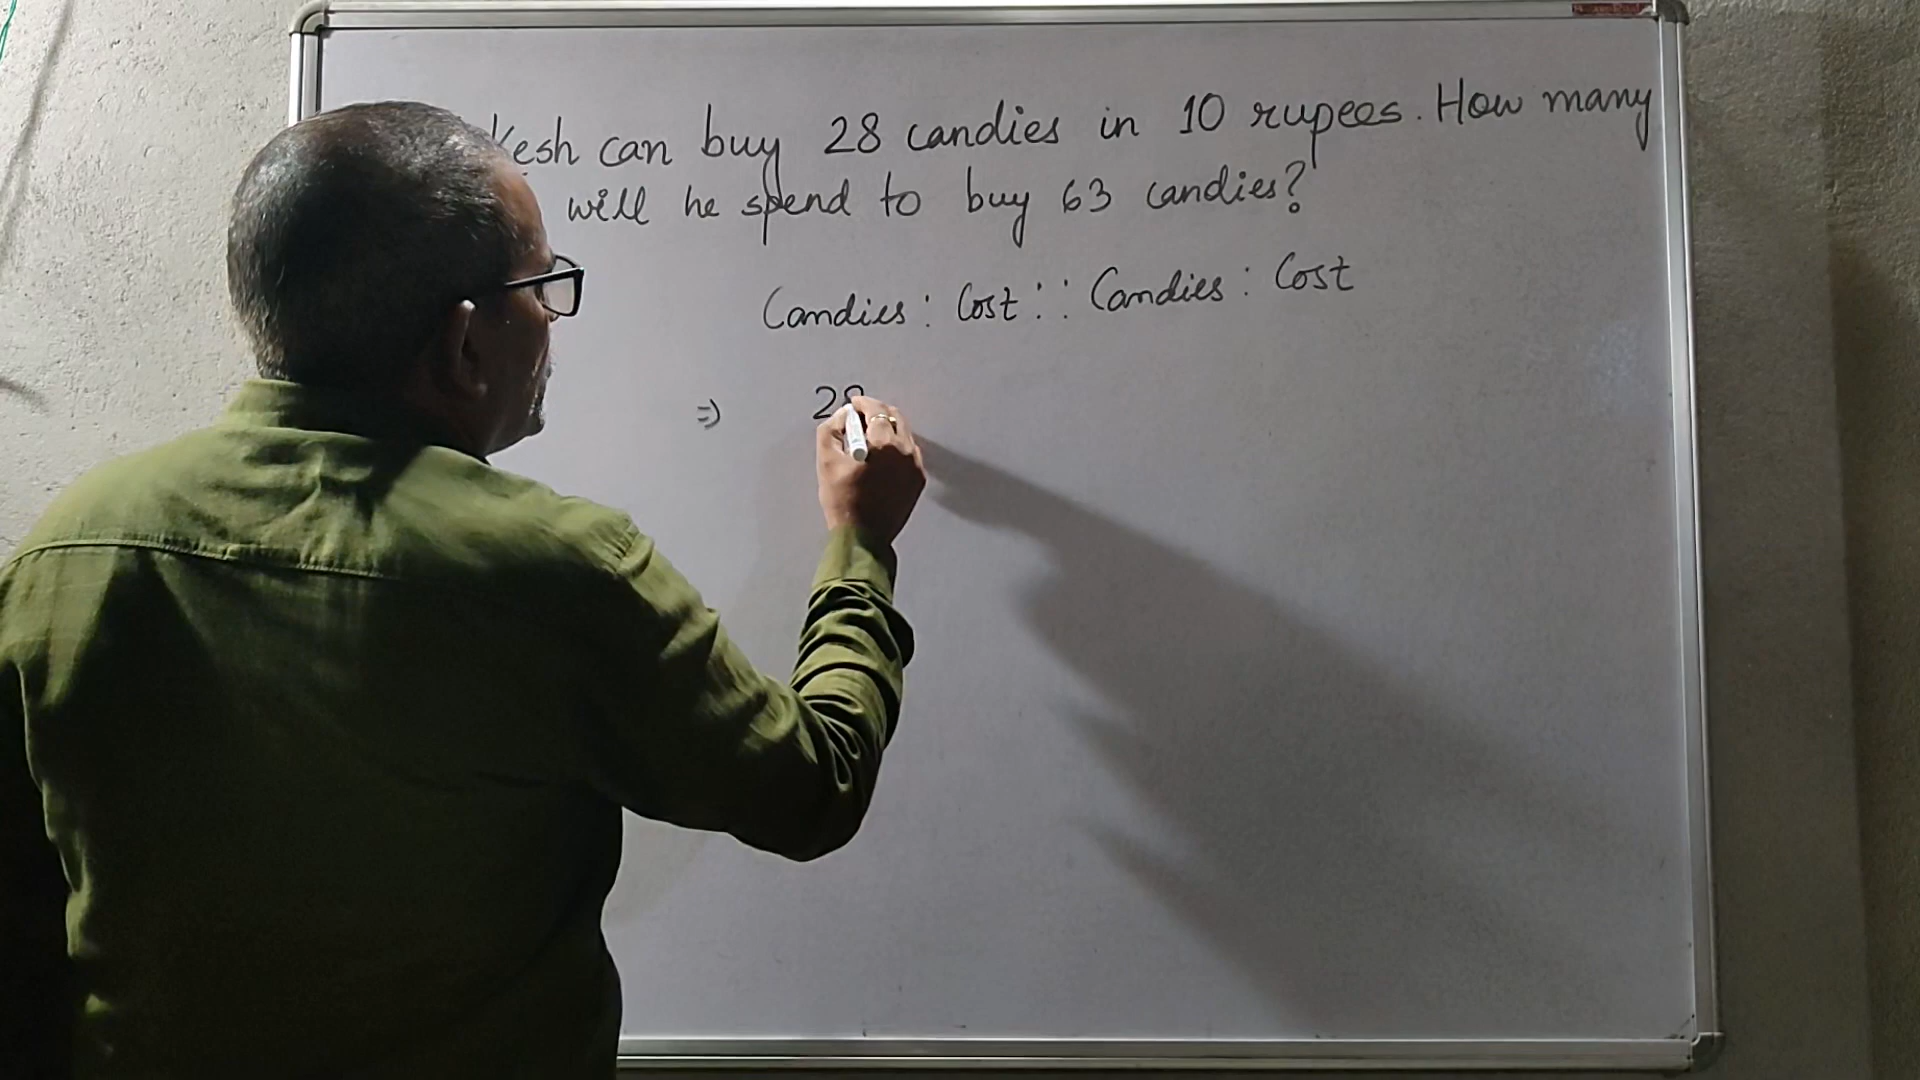 kesh can buy 28 candies in 10 rupees. How many
will he spend to buy 63 candies?
Candies : Cost : : Candies : Cost
⇒ 28